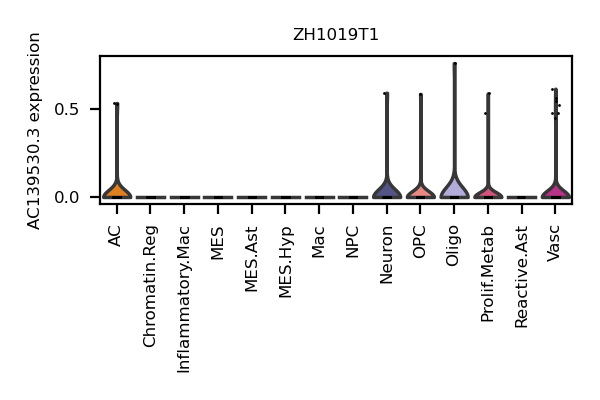 ZH1019T1
AC139530.3 expression
0.5
0.0
AC
Chromatin.Reg
Inflammatory.Mac
MES
MES.Ast
MES.Hyp
Mac
NPC
Neuron
OPC
Oligo
Prolif.Metab
Reactive.Ast
Vasc